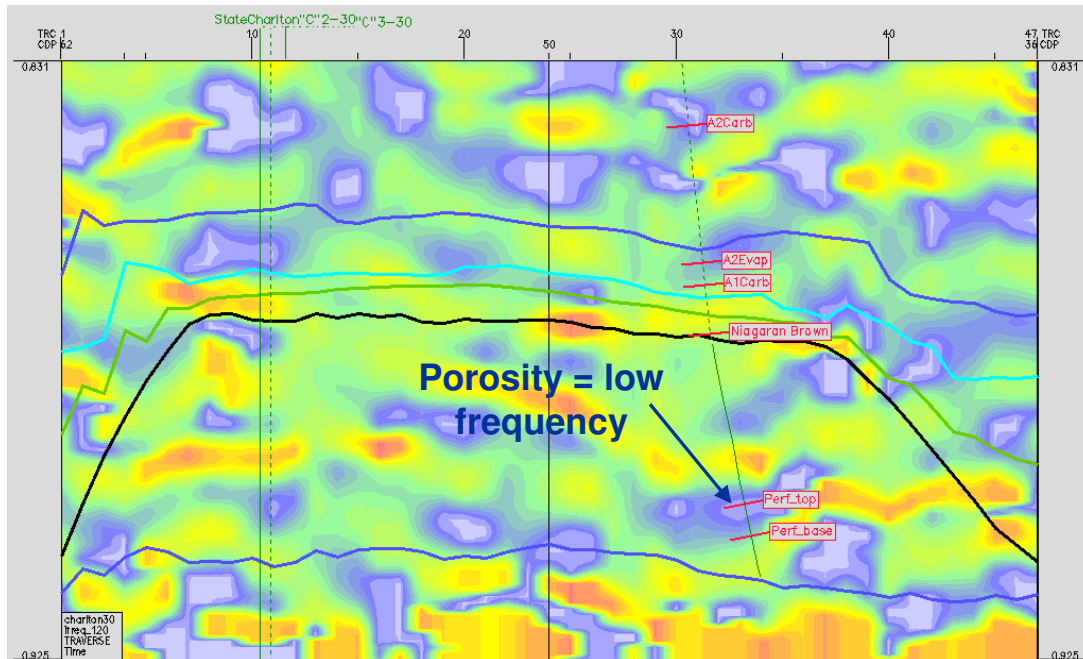 StateCharlton"C"2-30"C"3-30
TRC 1 10 20 50 30 40 47 TRC
CDP 62 36 CDP
0.831 0.831
A2Carb
A2Evap
A1Carb
Niagaran Brown
Porosity = low
frequency
Perf_top
Perf_base
charlton30
freq_120
TRAVERSE
Time
0.925 0.925